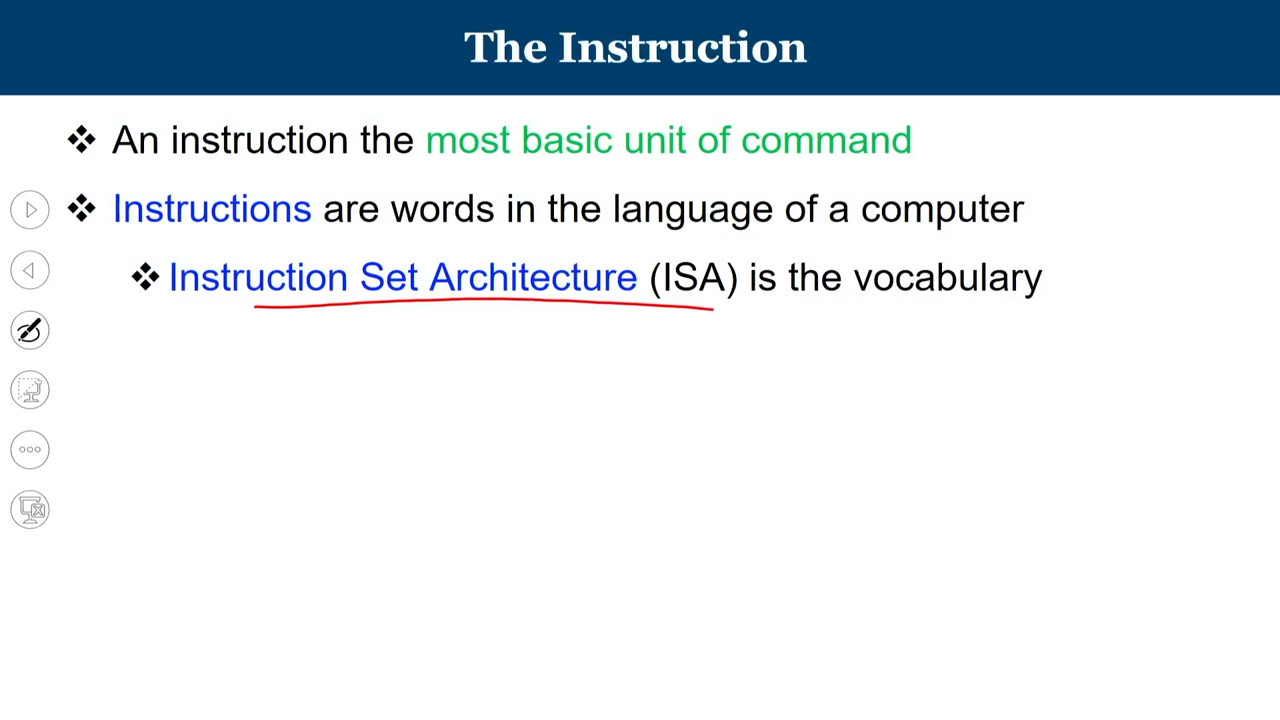 The Instruction
❖ An instruction the most basic unit of command
❖ Instructions are words in the language of a computer
❖ Instruction Set Architecture (ISA) is the vocabulary